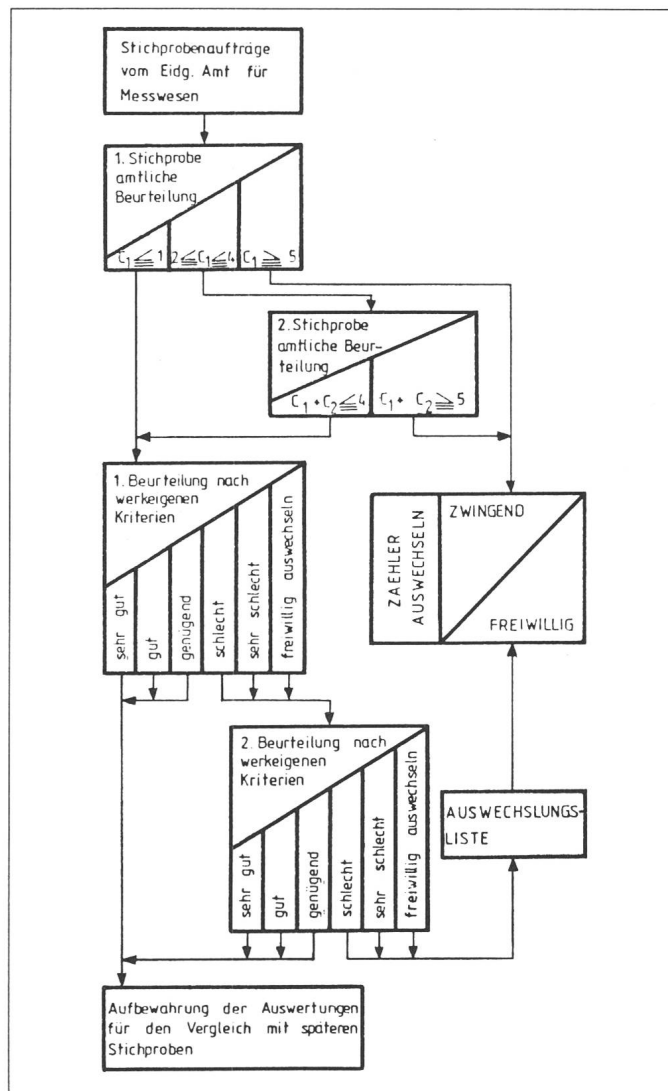 Stichprobenaufträge
vom Eidg. Amt für
Messwesen
1. Stichprobe
amtliche
Beurteilung
C₁ ≦ 1
2 ≦ C₁ ≦ 4
C₁ ≧ 5
2. Stichprobe
amtliche Beur-
teilung
C₁ + C₂ ≦ 4
C₁ + C₂ ≧ 5
1. Beurteilung nach
werkeigenen
Kriterien
sehr gut
gut
genügend
schlecht
sehr schlecht
freiwillig auswechseln
ZAEHLER
AUSWECHSELN
ZWINGEND
FREIWILLIG
2. Beurteilung nach
werkeigenen
Kriterien
sehr gut
gut
genügend
schlecht
sehr schlecht
freiwillig auswechseln
AUSWECHSLUNGS-
LISTE
Aufbewahrung der Auswertungen
für den Vergleich mit späteren
Stichproben